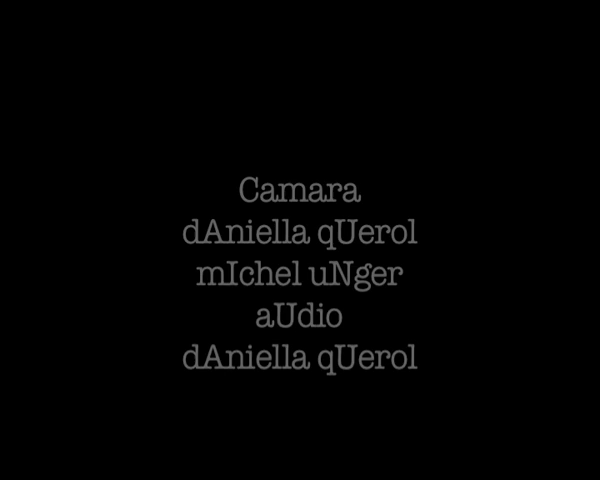 Camara
dAniella qUerol
mIchel uNger
aUdio
dAniella qUerol